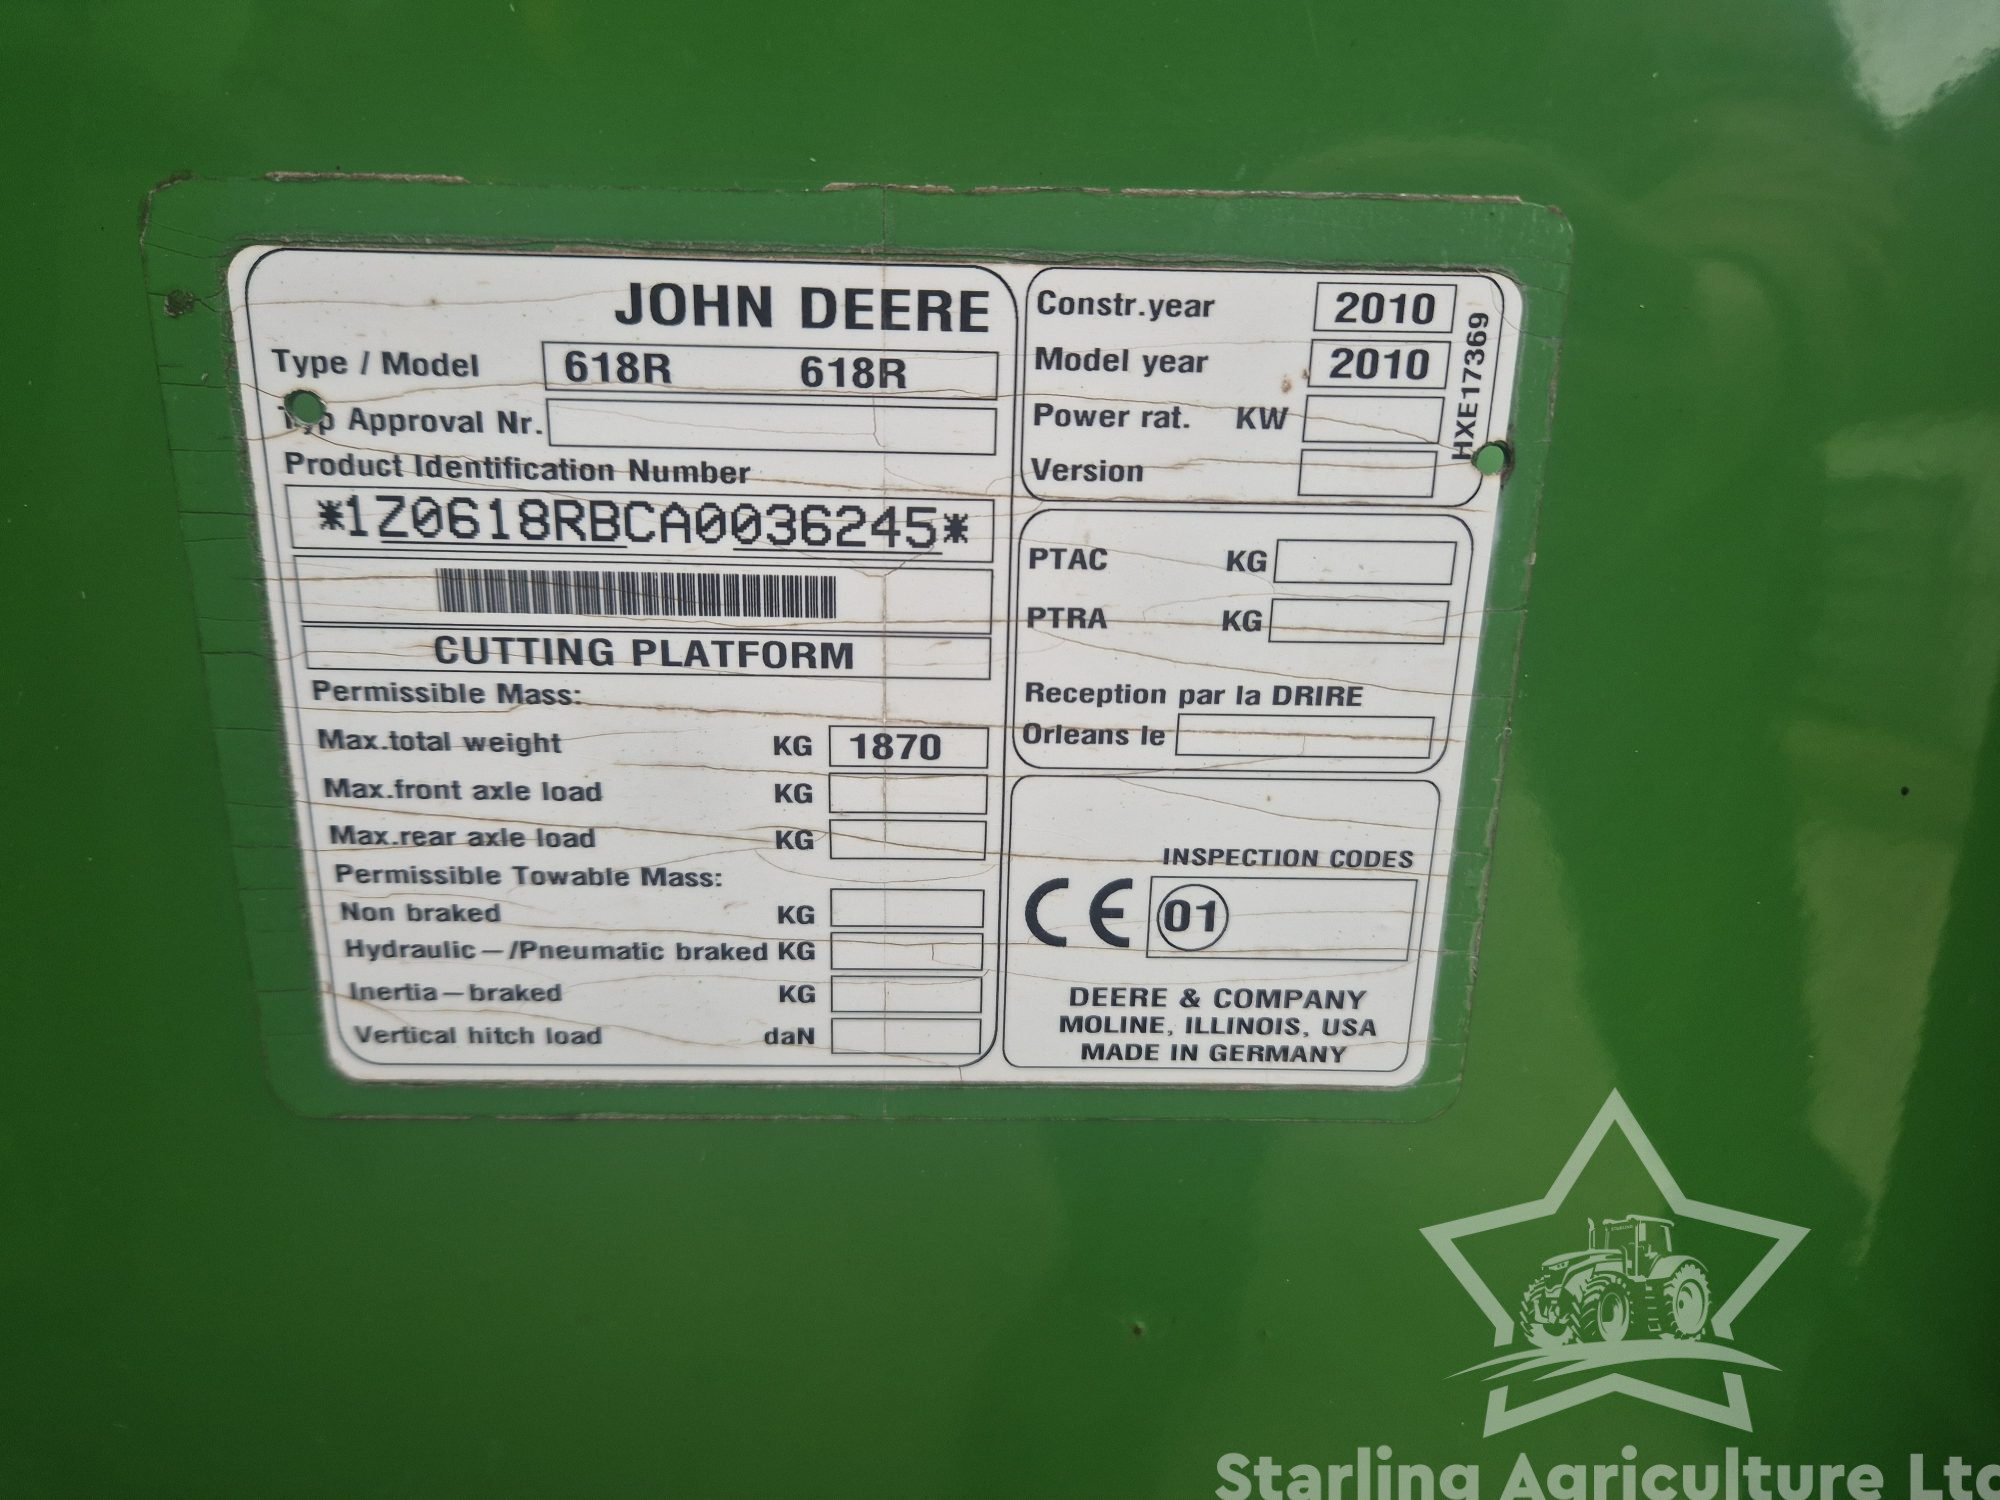 JOHN DEERE
Type / Model 618R 618R
Typ Approval Nr.
Product Identification Number
*1Z0618RBCA0036245*
CUTTING PLATFORM
Permissible Mass:
Max.total weight KG 1870
Max.front axle load KG
Max.rear axle load KG
Permissible Towable Mass:
Non braked KG
Hydraulic-/Pneumatic braked KG
Inertia-braked KG
Vertical hitch load daN
Constr.year 2010
Model year 2010
Power rat. KW
Version
HXE17369
PTAC KG
PTRA KG
Reception par la DRIRE
Orleans le
INSPECTION CODES
CE 01
DEERE & COMPANY
MOLINE, ILLINOIS, USA
MADE IN GERMANY
Starling Agriculture Ltd